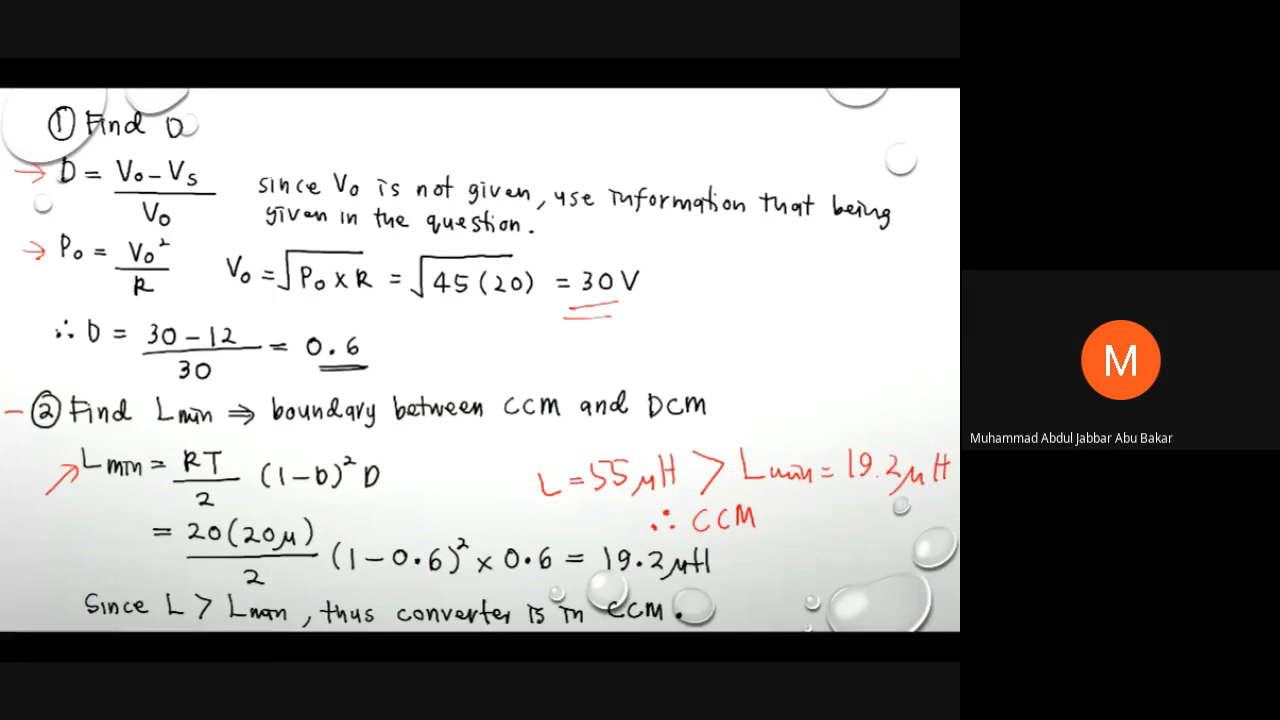 ① Find D
→ D = (Vo - Vs) / Vo   since Vo is not given, use information that being
given in the question.
→ Po = Vo² / R   Vo = √(Po x R) = √(45 (20)) = 30 V
∴ D = (30 - 12) / 30 = 0.6
- ② Find Lmin ⇒ boundary between CCM and DCM
Lmin = RT / 2 (1-D)² D
L = 55 μH > Lmin = 19.2 μH
∴ CCM
= 20(20μ) / 2 (1-0.6)² x 0.6 = 19.2 μH
Since L > Lmin, thus converter is in CCM.
M
Muhammad Abdul Jabbar Abu Bakar